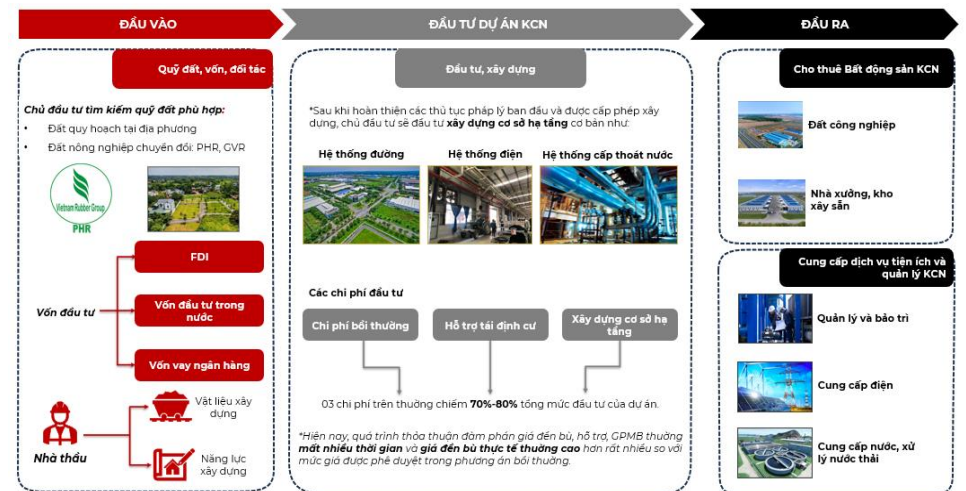 ĐẦU VÀO
ĐẦU TƯ DỰ ÁN KCN
ĐẦU RA
Quỹ đất, vốn, đối tác
Chủ đầu tư tìm kiếm quỹ đất phù hợp:
• Đất quy hoạch tại địa phương
• Đất nông nghiệp chuyển đổi: PHR, GVR
Vietnam Rubber Group
PHR
Vốn đầu tư
FDI
Vốn đầu tư trong
nước
Vốn vay ngân hàng
Nhà thầu
Vật liệu xây
dựng
Năng lực
xây dựng
Đầu tư, xây dựng
*Sau khi hoàn thiện các thủ tục pháp lý ban đầu và được cấp phép xây
dựng, chủ đầu tư sẽ đầu tư xây dựng cơ sở hạ tầng cơ bản như:
Hệ thống đường
Hệ thống điện
Hệ thống cấp thoát nước
Các chi phí đầu tư
Chi phí bồi thường
Hỗ trợ tái định cư
Xây dựng cơ sở hạ
tầng
03 chi phí trên thường chiếm 70%-80% tổng mức đầu tư của dự án.
*Hiện nay, quá trình thỏa thuận đàm phán giá đền bù, hỗ trợ, GPMB thường
mất nhiều thời gian và giá đền bù thực tế thường cao hơn rất nhiều so với
mức giá được phê duyệt trong phương án bồi thường.
Cho thuê Bất động sản KCN
Đất công nghiệp
Nhà xưởng, kho
xây sẵn
Cung cấp dịch vụ tiện ích và
quản lý KCN
Quản lý và bảo trì
Cung cấp điện
Cung cấp nước, xử
lý nước thải